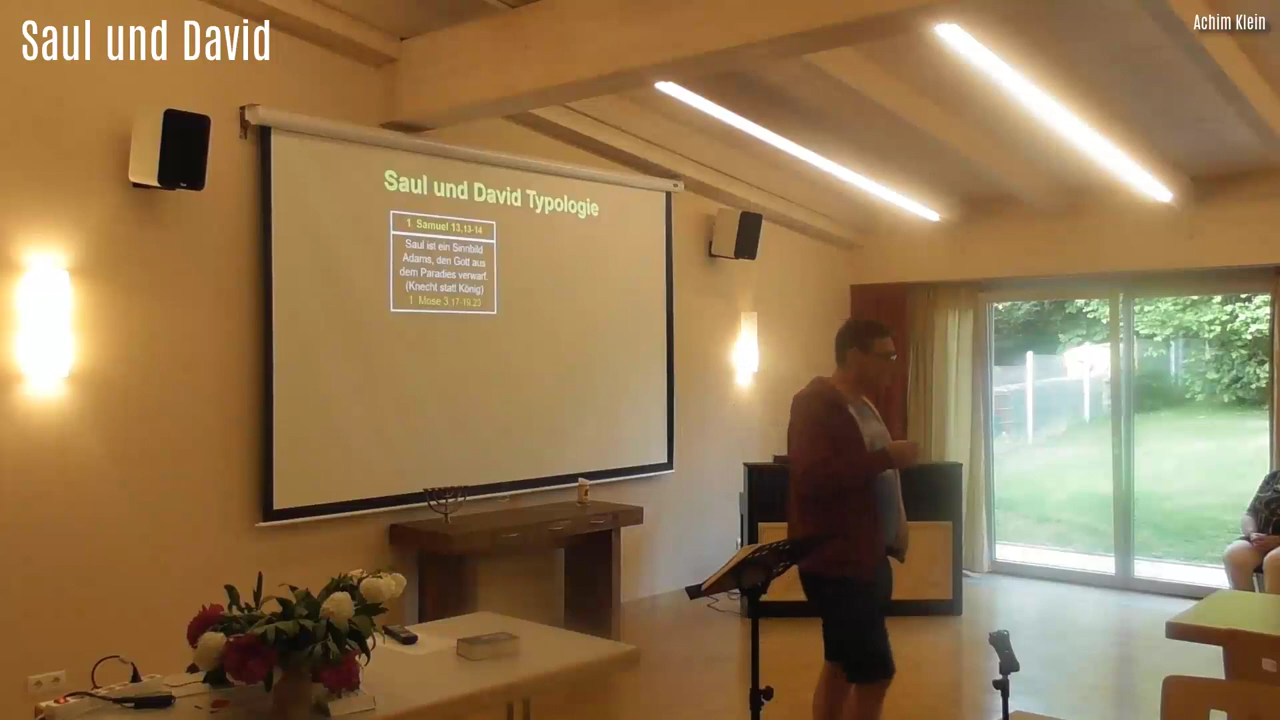 Saul und David
Achim Klein
Saul und David Typologie
1. Samuel 13,13-14
Saul ist ein Sinnbild
Adams, den Gott aus
dem Paradies verwarf.
(Knecht statt König)
1. Mose 3,17-19.23